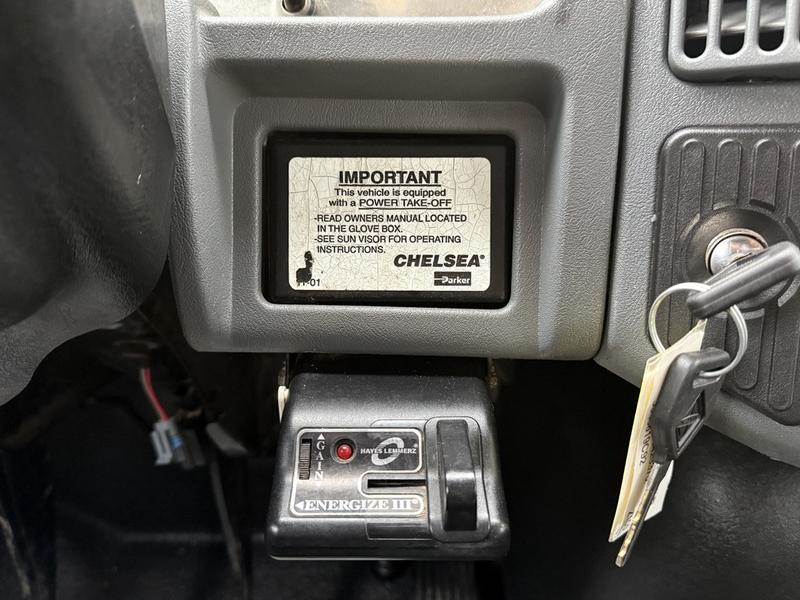 IMPORTANT
This vehicle is equipped
with a POWER TAKE-OFF
-READ OWNERS MANUAL LOCATED
IN THE GLOVE BOX.
-SEE SUN VISOR FOR OPERATING
INSTRUCTIONS.
CHELSEA®
Parker
GAIN
HAYES LEMMERZ
ENERGIZE III